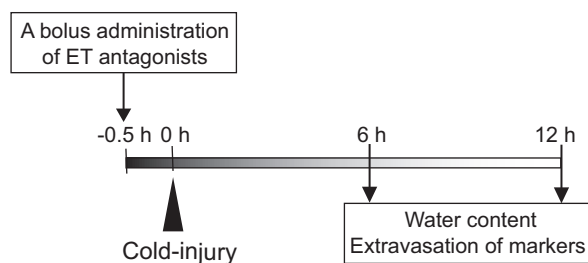 A bolus administration
of ET antagonists
-0.5 h 0 h 6 h 12 h
Cold-injury
Water content
Extravasation of markers